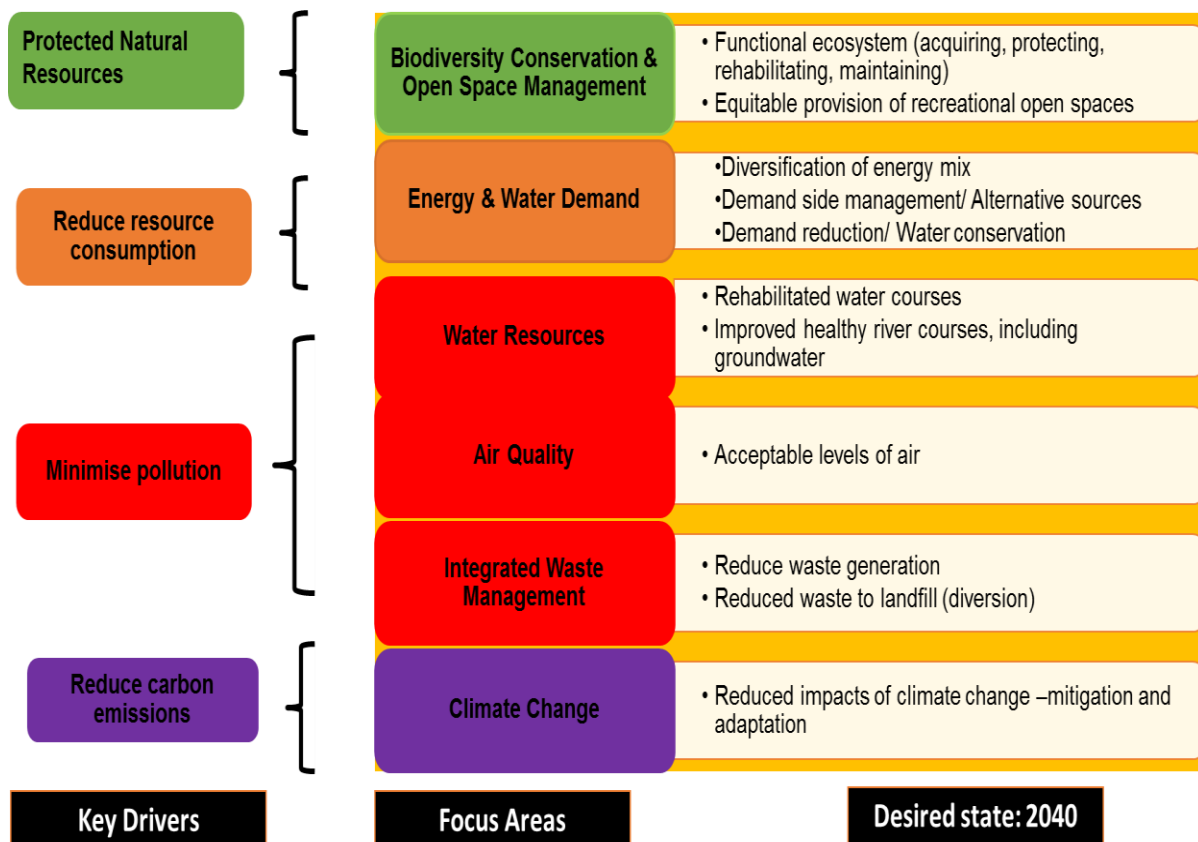 Protected Natural
Resources
Biodiversity Conservation &
Open Space Management
• Functional ecosystem (acquiring, protecting,
rehabilitating, maintaining)
• Equitable provision of recreational open spaces
Reduce resource
consumption
Energy & Water Demand
•Diversification of energy mix
•Demand side management/ Alternative sources
•Demand reduction/ Water conservation
Minimise pollution
Water Resources
• Rehabilitated water courses
• Improved healthy river courses, including
groundwater
Air Quality
• Acceptable levels of air
Integrated Waste
Management
• Reduce waste generation
• Reduced waste to landfill (diversion)
Reduce carbon
emissions
Climate Change
• Reduced impacts of climate change –mitigation and
adaptation
Key Drivers
Focus Areas
Desired state: 2040